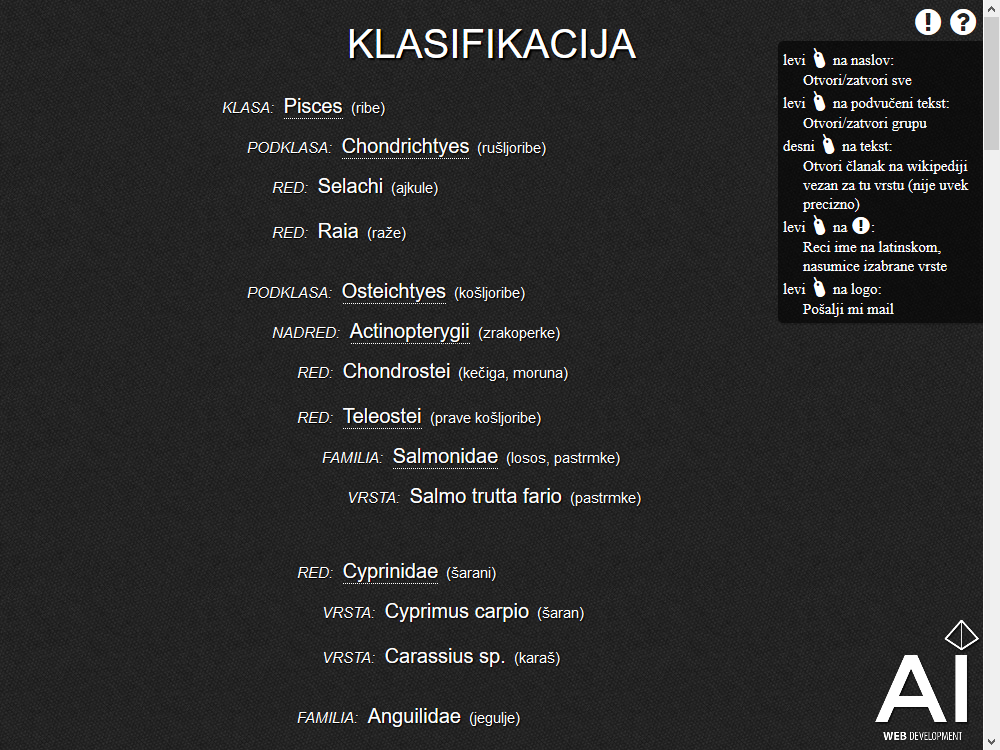 KLASIFIKACIJA
KLASA: Pisces (ribe)
PODKLASA: Chondrichtyes (rušljoribe)
RED: Selachi (ajkule)
RED: Raia (raže)
PODKLASA: Osteichtyes (košljoribe)
NADRED: Actinopterygii (zrakoperke)
RED: Chondrostei (kečiga, moruna)
RED: Teleostei (prave košljoribe)
FAMILIA: Salmonidae (losos, pastrmke)
VRSTA: Salmo trutta fario (pastrmke)
RED: Cyprinidae (šarani)
VRSTA: Cyprimus carpio (šaran)
VRSTA: Carassius sp. (karaš)
FAMILIA: Anguilidae (jegulje)
! ?
levi na naslov:
Otvori/zatvori sve
levi na podvučeni tekst:
Otvori/zatvori grupu
desni na tekst:
Otvori članak na wikipediji
vezan za tu vrstu (nije uvek
precizno)
levi na !:
Reci ime na latinskom,
nasumice izabrane vrste
levi na logo:
Pošalji mi mail
AI
WEB DEVELOPMENT